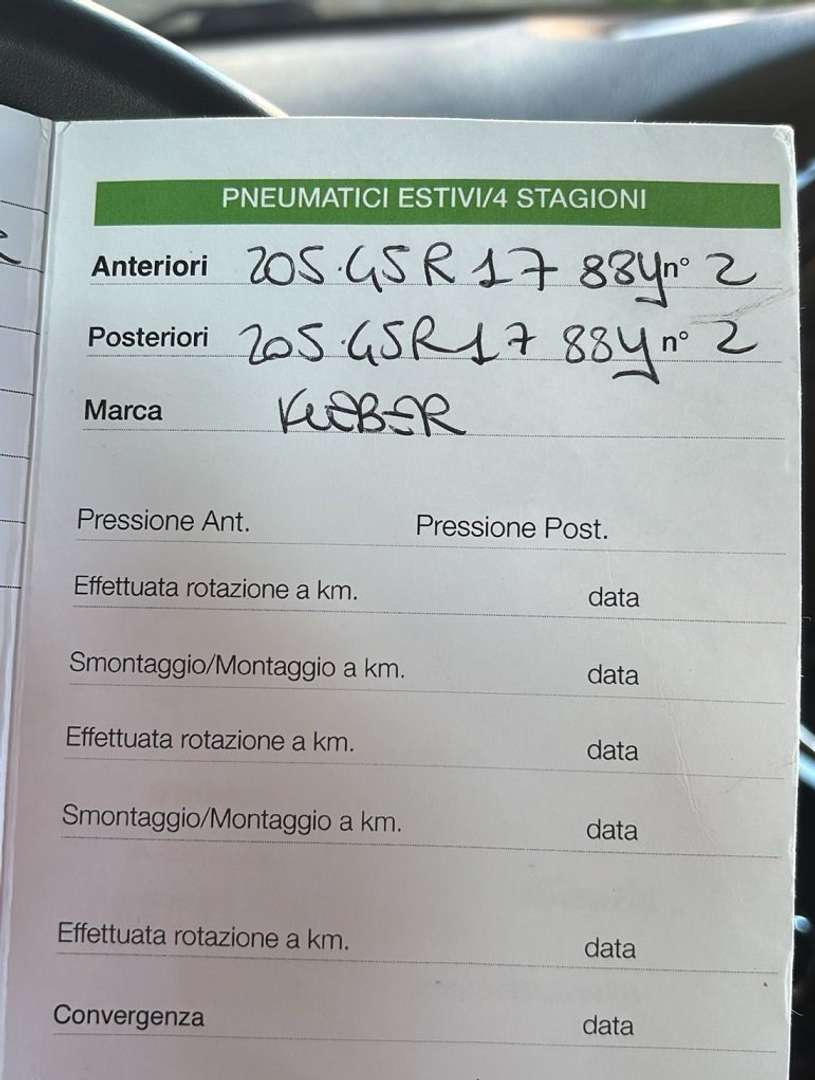 PNEUMATICI ESTIVI/4 STAGIONI
Anteriori 205.45R17 88Y n° 2
Posteriori 205.45R17 88Y n° 2
Marca KLEBER
Pressione Ant. Pressione Post.
Effettuata rotazione a km. data
Smontaggio/Montaggio a km. data
Effettuata rotazione a km. data
Smontaggio/Montaggio a km. data
Effettuata rotazione a km. data
Convergenza data